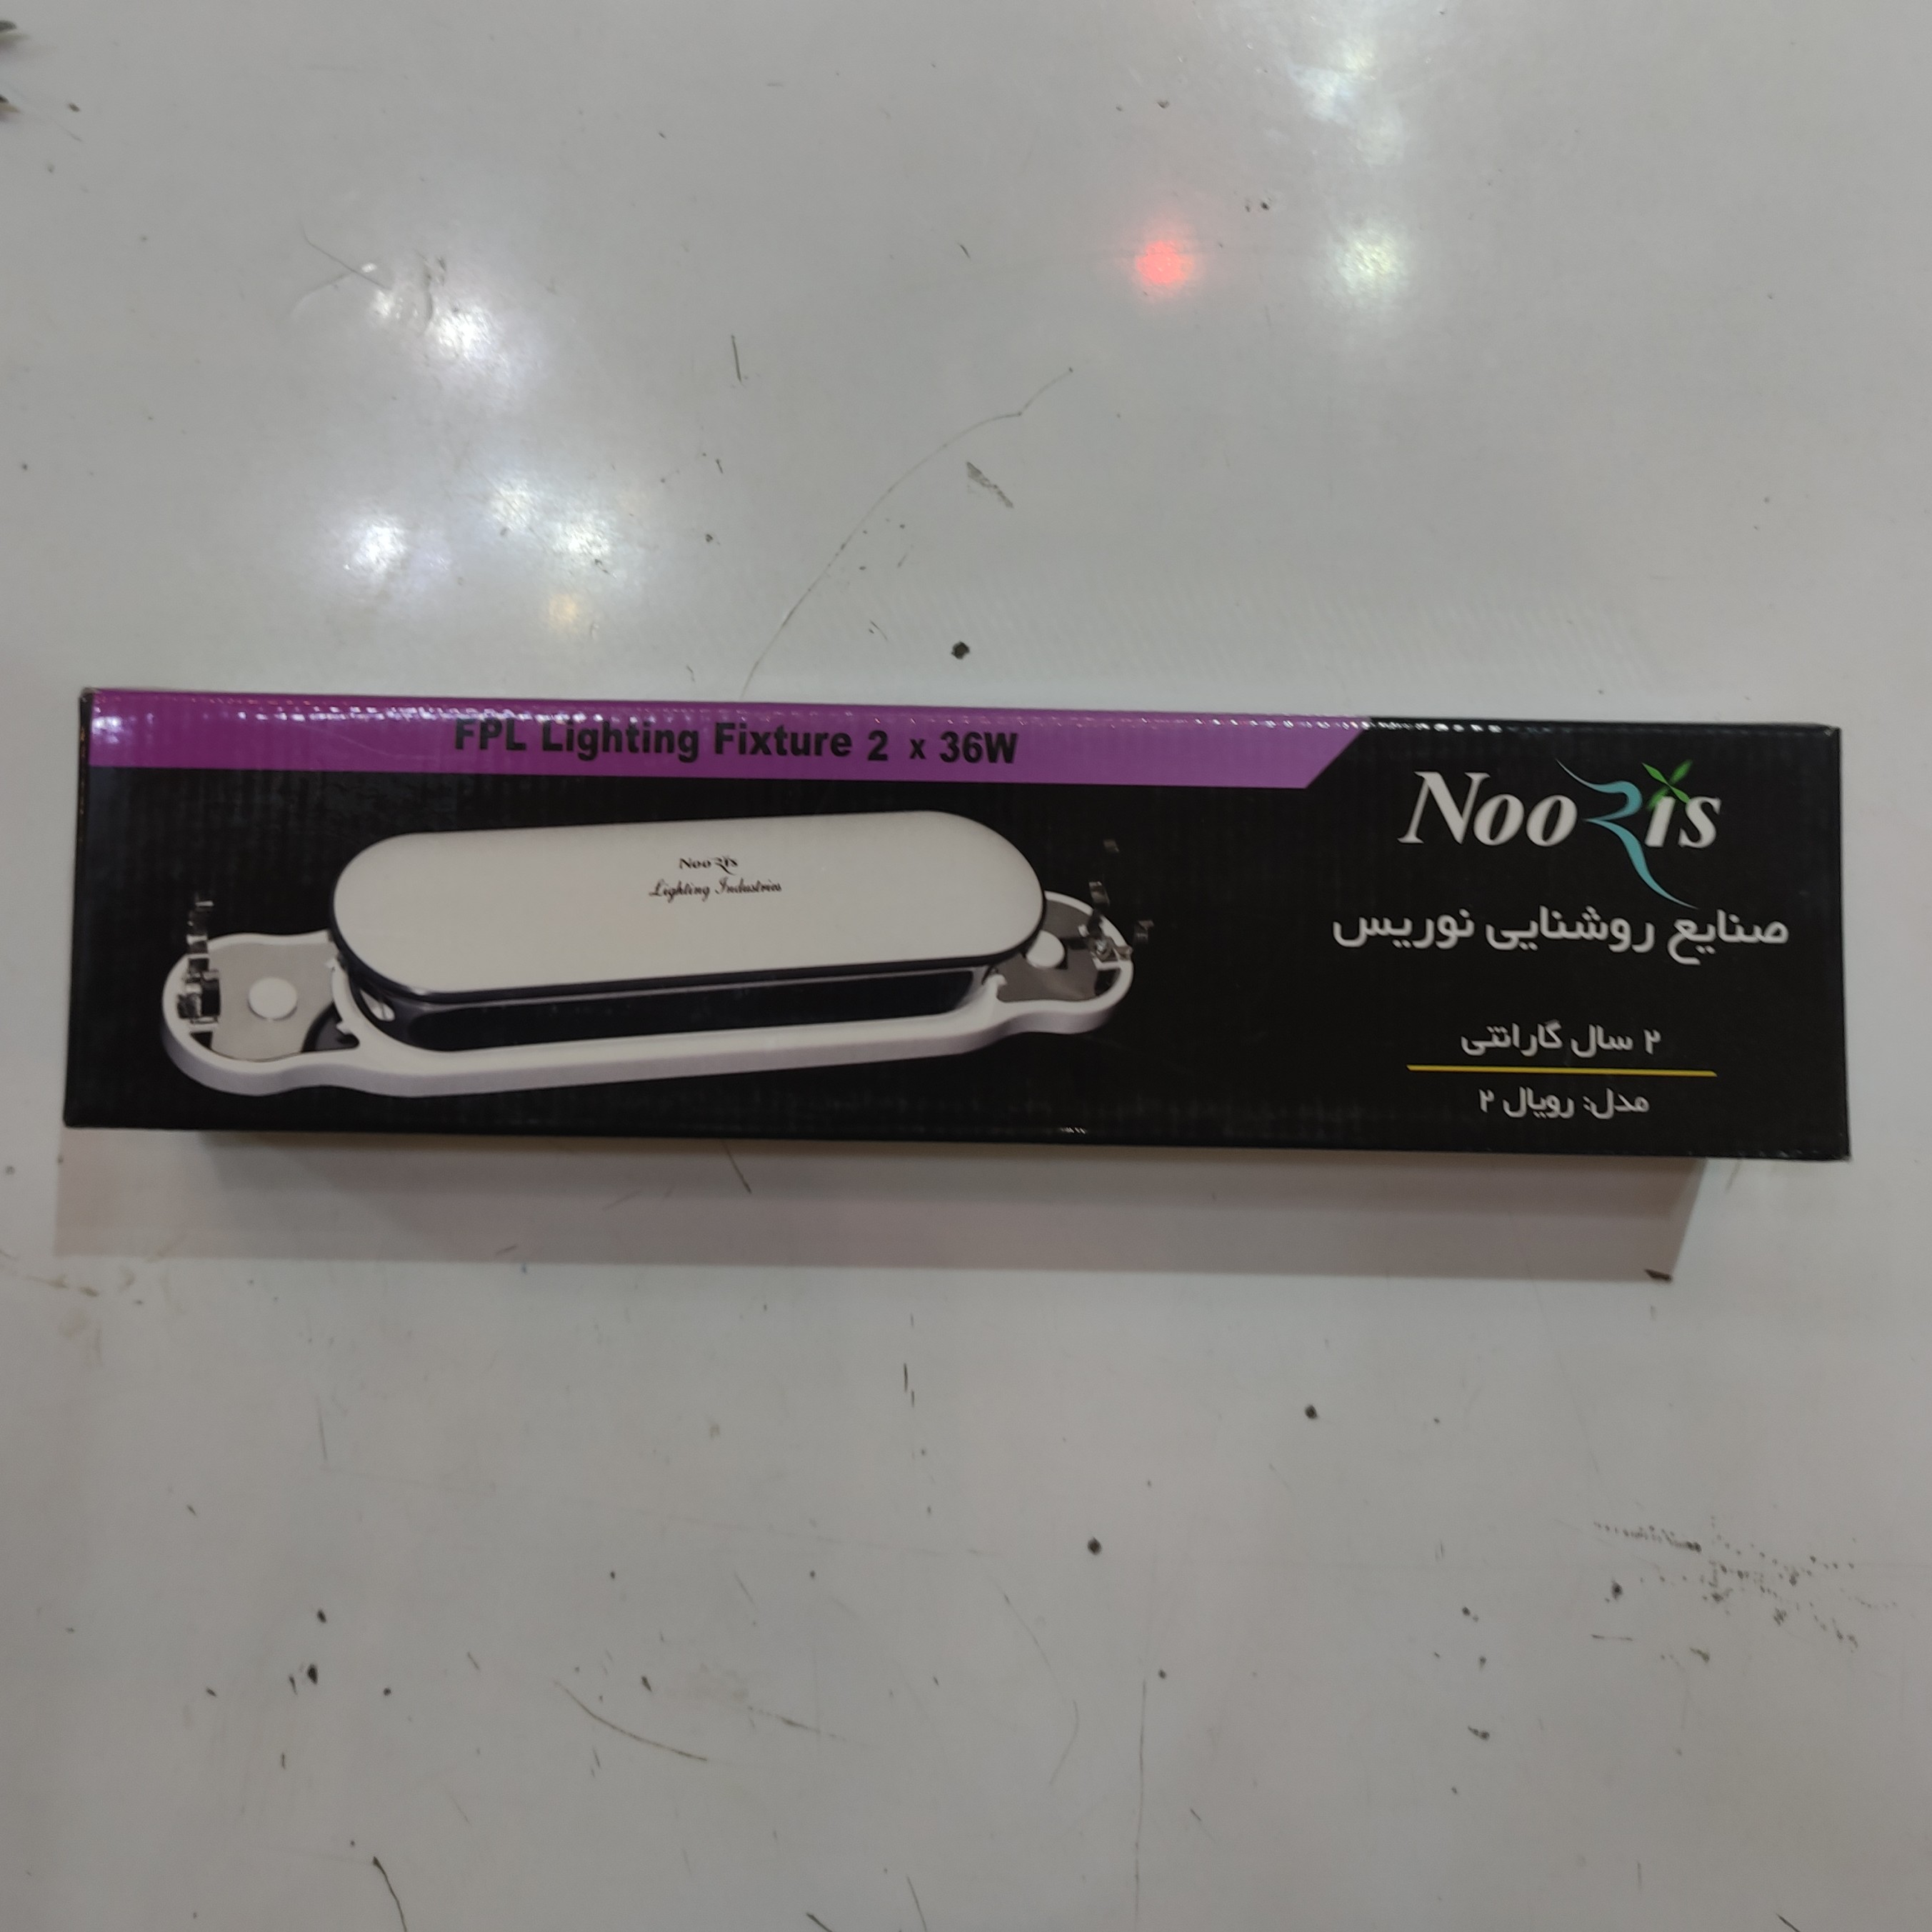 FPL Lighting Fixture 2 x 36W
NooRis
صنایع روشنایی نوریس
۲ سال گارانتی
مدل: رویال ۲
NooRis
Lighting Industries